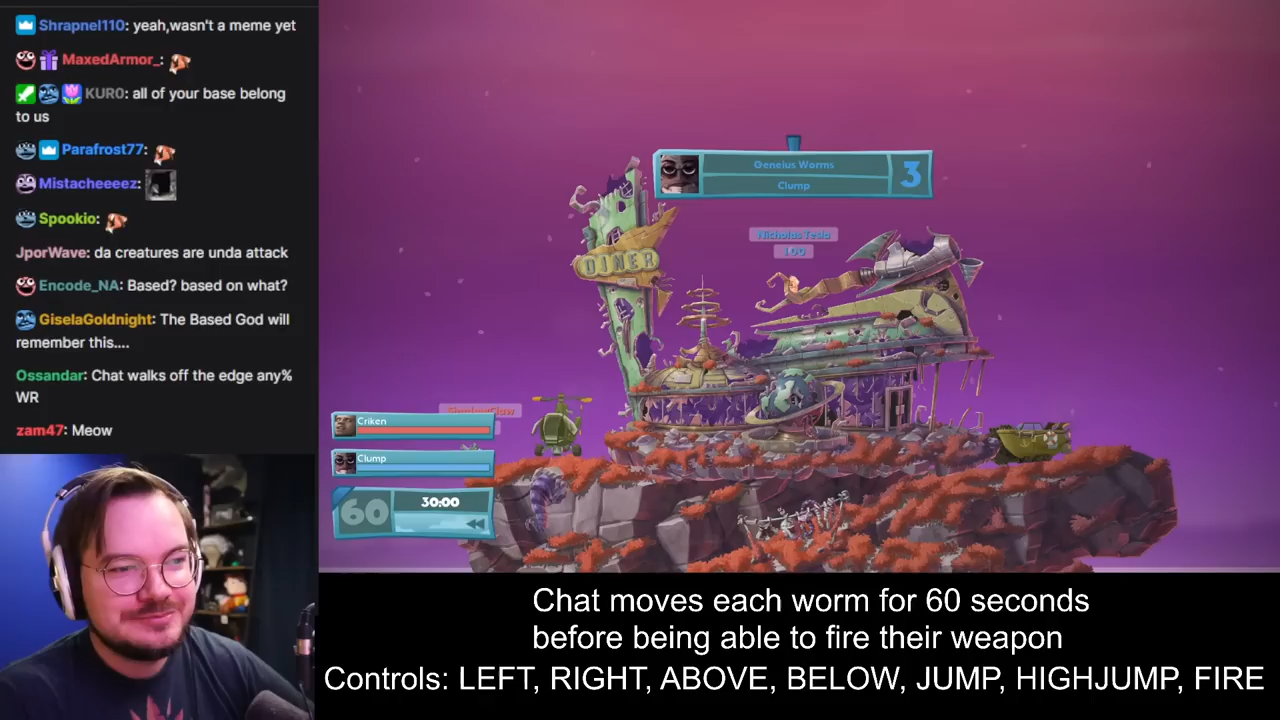 Shrapnel110: yeah,wasn't a meme yet
MaxedArmor_:
KUR0: all of your base belong
to us
Parafrost77:
Mistacheeeez:
Spookio:
JporWave: da creatures are unda attack
Encode_NA: Based? based on what?
GiselaGoldnight: The Based God will
remember this....
Ossandar: Chat walks off the edge any%
WR
zam47: Meow
Geneius Worms
Clump
3
Nicholas Tesla
100
DINER
Criken
Clump
60
30:00
Chat moves each worm for 60 seconds
before being able to fire their weapon
Controls: LEFT, RIGHT, ABOVE, BELOW, JUMP, HIGHJUMP, FIRE